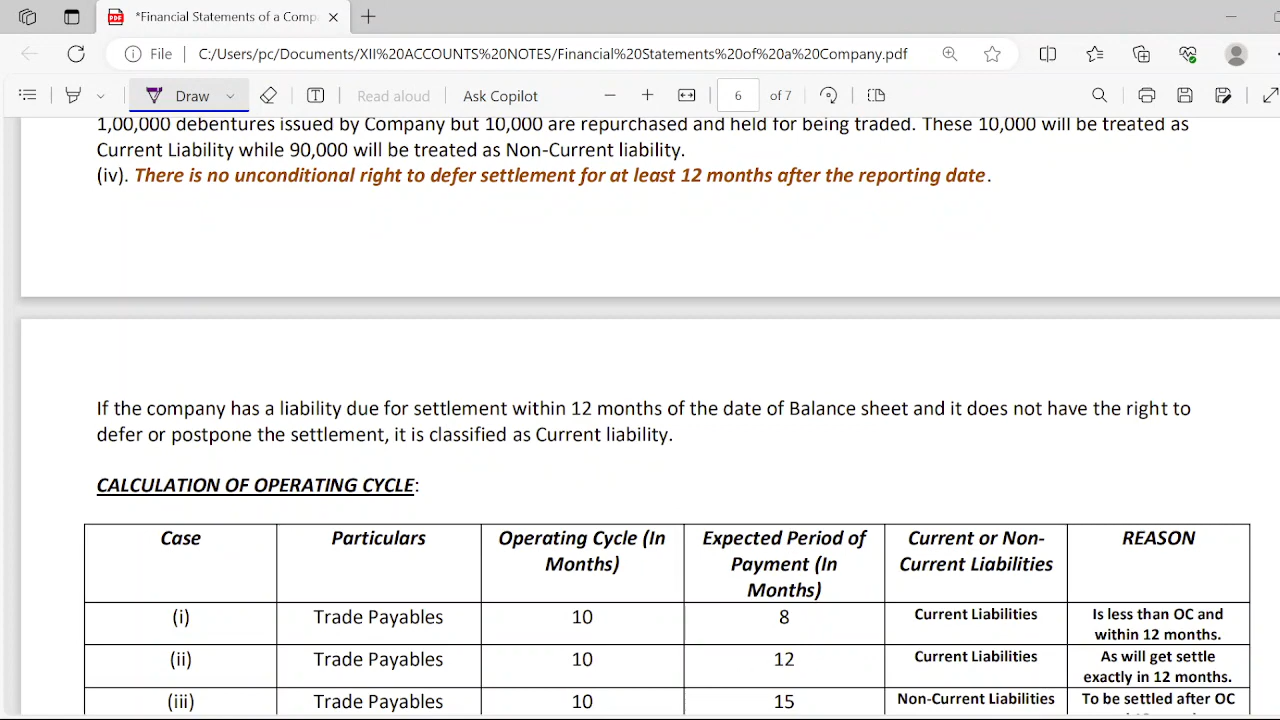 *Financial Statements of a Comp
File C:/Users/pc/Documents/XII%20ACCOUNTS%20NOTES/Financial%20Statements%20of%20a%20Company.pdf
Draw Read aloud Ask Copilot 6 of 7
1,00,000 debentures issued by Company but 10,000 are repurchased and held for being traded. These 10,000 will be treated as
Current Liability while 90,000 will be treated as Non-Current liability.
(iv). There is no unconditional right to defer settlement for at least 12 months after the reporting date.
If the company has a liability due for settlement within 12 months of the date of Balance sheet and it does not have the right to
defer or postpone the settlement, it is classified as Current liability.
CALCULATION OF OPERATING CYCLE:
Case Particulars Operating Cycle (In Expected Period of Current or Non- REASON
Months) Payment (In Current Liabilities
Months)
(i) Trade Payables 10 8 Current Liabilities Is less than OC and
within 12 months.
(ii) Trade Payables 10 12 Current Liabilities As will get settle
exactly in 12 months.
(iii) Trade Payables 10 15 Non-Current Liabilities To be settled after OC